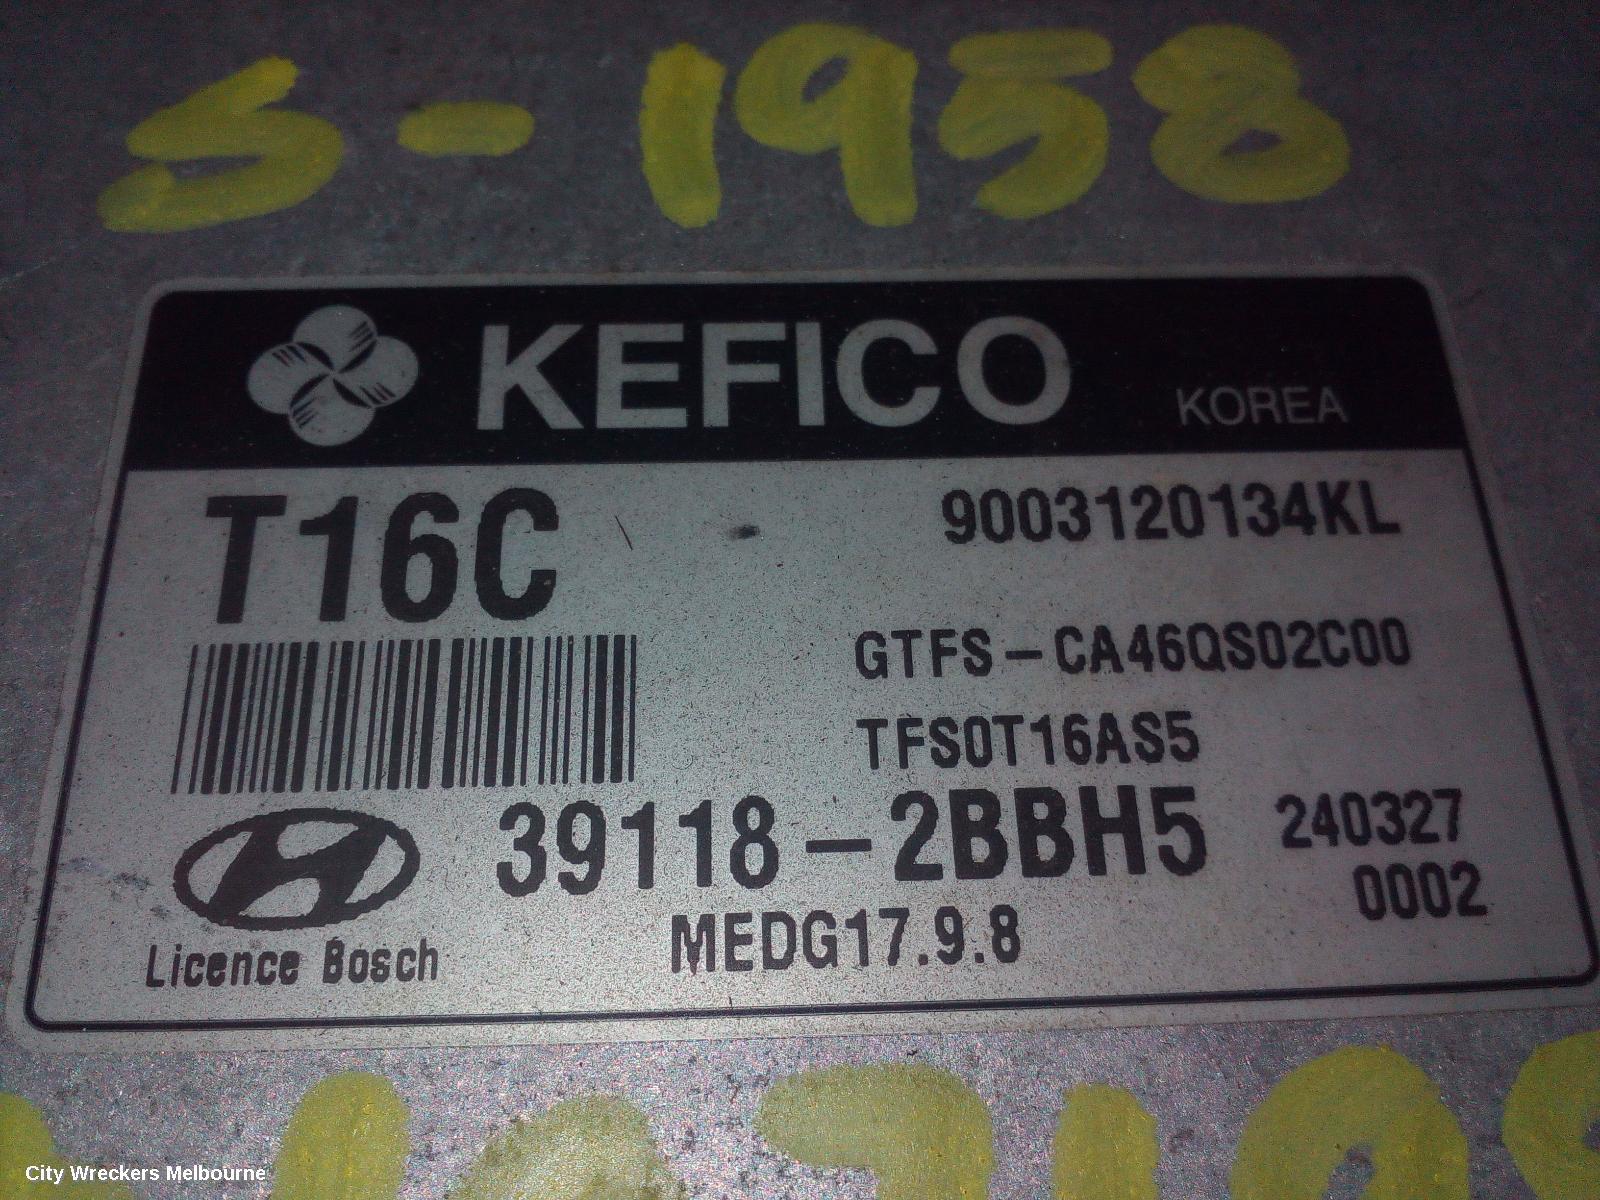 S-1958
KEFICO KOREA
T16C 9003120134KL
GTFS-CA46QS02C00
TFS0T16AS5
39118-2BBH5 240327
0002
Licence Bosch MEDG17.9.8
City Wreckers Melbourne